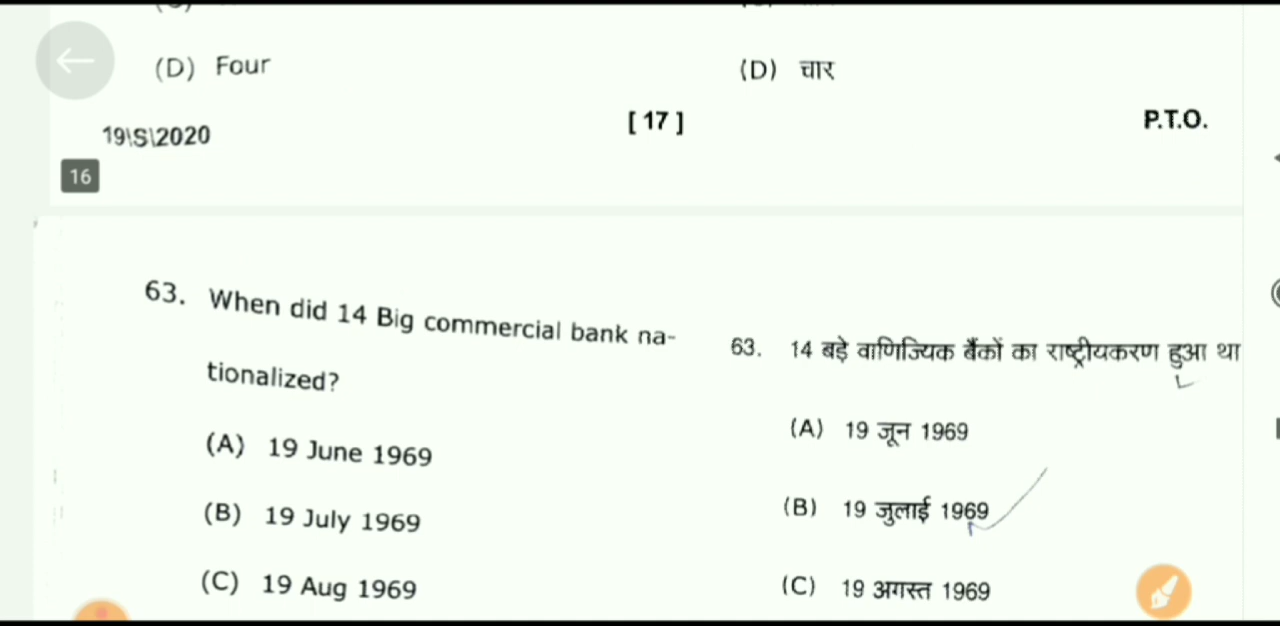 (D) Four
(D) चार
19\S\2020
[ 17 ]
P.T.O.
16
63. When did 14 Big commercial bank na-
tionalized?
(A) 19 June 1969
(B) 19 July 1969
(C) 19 Aug 1969
63. 14 बड़े वाणिज्यिक बैंकों का राष्ट्रीयकरण हुआ था
(A) 19 जून 1969
(B) 19 जुलाई 1969
(C) 19 अगस्त 1969